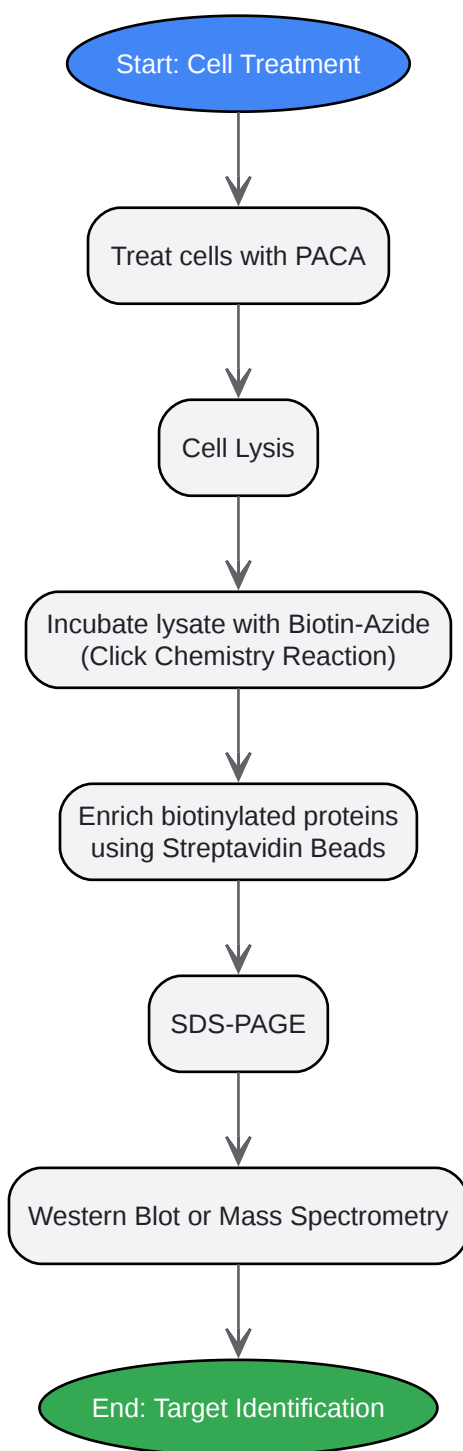 Start: Cell Treatment
Treat cells with PACA
Cell Lysis
Incubate lysate with Biotin-Azide
(Click Chemistry Reaction)
Enrich biotinylated proteins
using Streptavidin Beads
SDS-PAGE
Western Blot or Mass Spectrometry
End: Target Identification